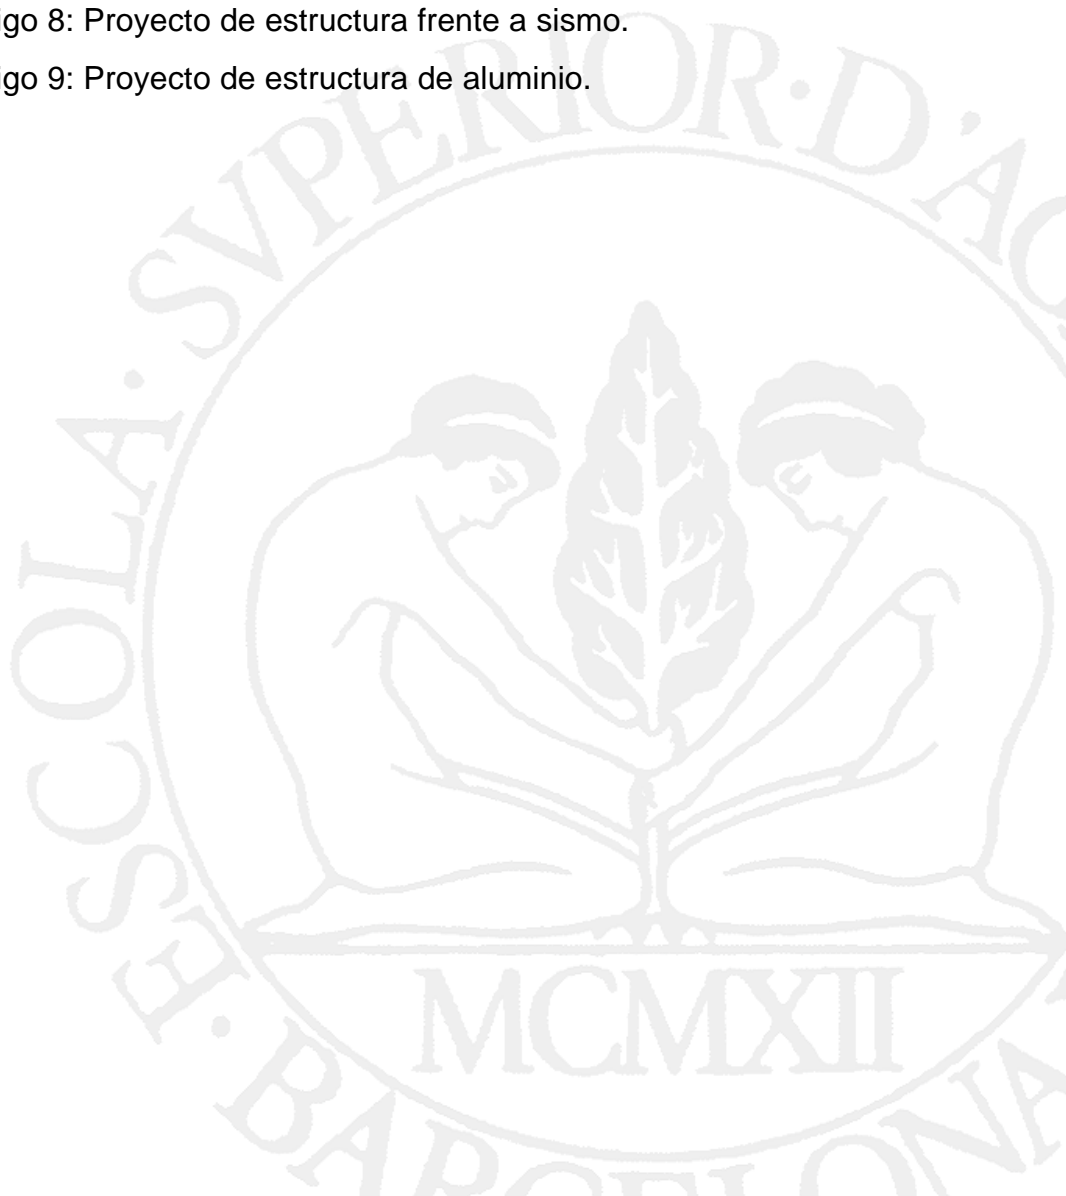 igo 8: Proyecto de estructura frente a sismo.
igo 9: Proyecto de estructura de aluminio.
ESCOLA · SVPERIOR · D'AG
MCMXII
· BARCELONA